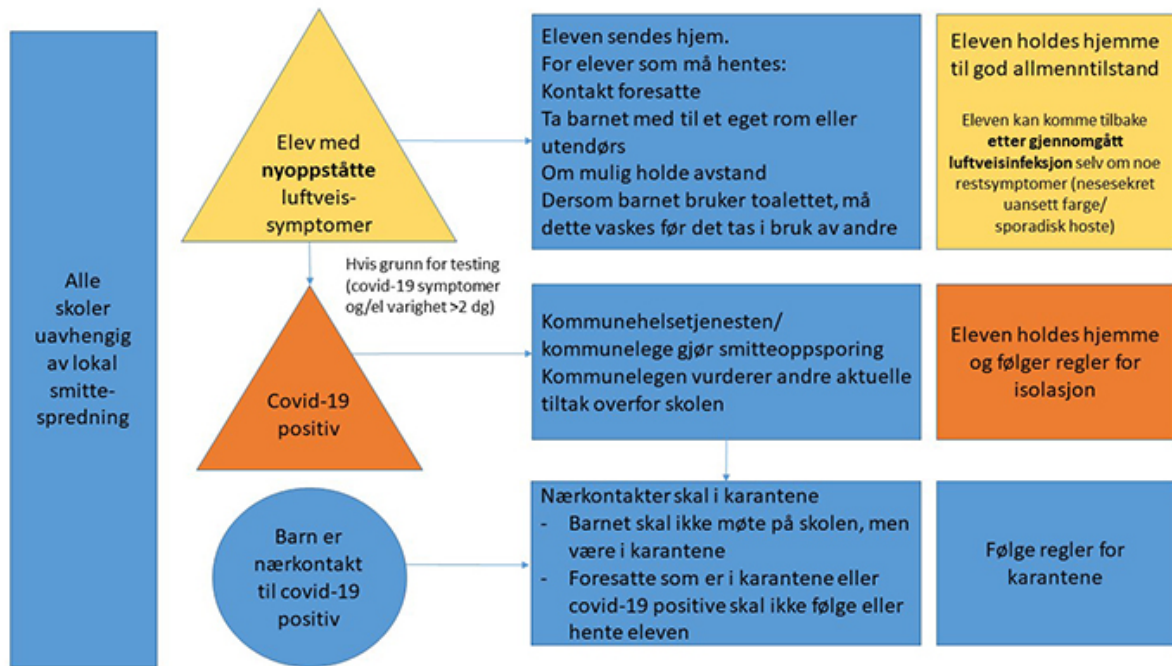 Alle
skoler
uavhengig
av lokal
smitte-
spredning
Elev med
nyoppståtte
luftveis-
symptomer
Eleven sendes hjem.
For elever som må hentes:
Kontakt foresatte
Ta barnet med til et eget rom eller
utendørs
Om mulig holde avstand
Dersom barnet bruker toalettet, må
dette vaskes før det tas i bruk av andre
Eleven holdes hjemme
til god allmenntilstand
Eleven kan komme tilbake
etter gjennomgått
luftveisinfeksjon selv om noe
restsymptomer (nesesekret
uansett farge/
sporadisk hoste)
Hvis grunn for testing
(covid-19 symptomer
og/el varighet >2 dg)
Covid-19
positiv
Kommunehelsetjenesten/
kommunelege gjør smitteoppsporing
Kommunelegen vurderer andre aktuelle
tiltak overfor skolen
Eleven holdes hjemme
og følger regler for
isolasjon
Barn er
nærkontakt
til covid-19
positiv
Nærkontakter skal i karantene
- Barnet skal ikke møte på skolen, men
være i karantene
- Foresatte som er i karantene eller
covid-19 positive skal ikke følge eller
hente eleven
Følge regler for
karantene